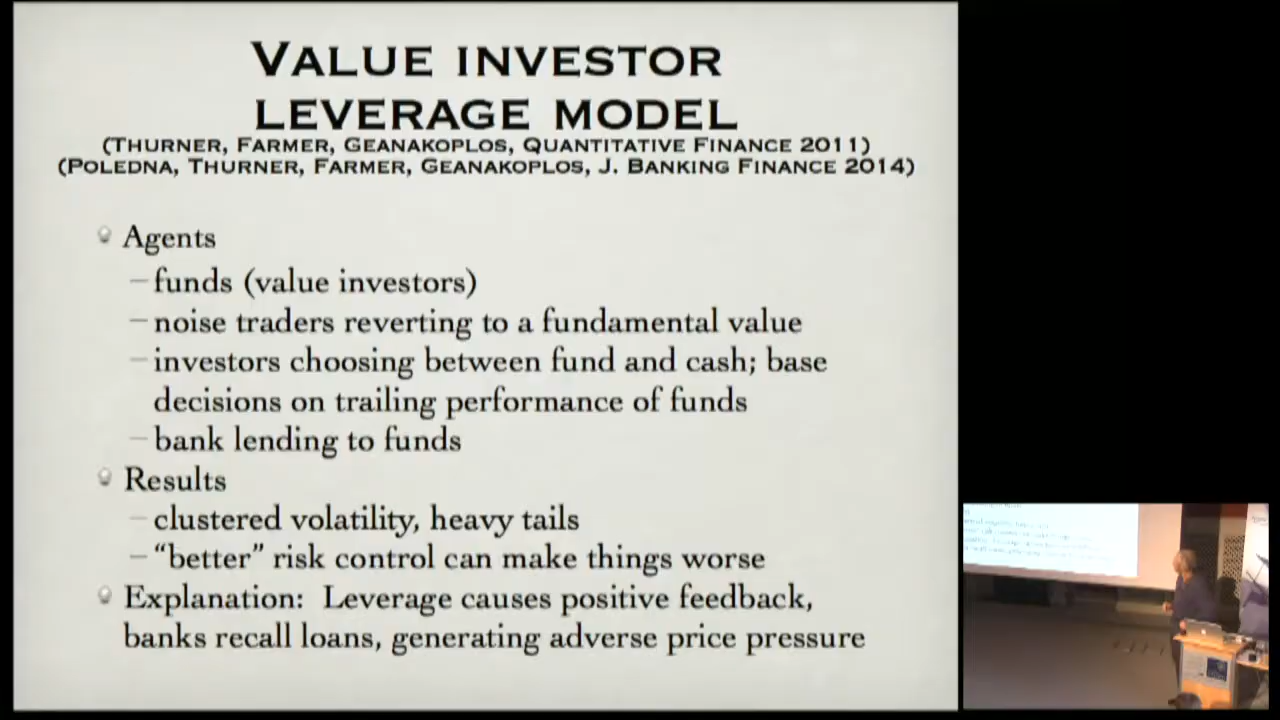 VALUE INVESTOR
LEVERAGE MODEL
(THURNER, FARMER, GEANAKOPLOS, QUANTITATIVE FINANCE 2011)
(POLEDNA, THURNER, FARMER, GEANAKOPLOS, J. BANKING FINANCE 2014)
Agents
–funds (value investors)
–noise traders reverting to a fundamental value
–investors choosing between fund and cash; base
decisions on trailing performance of funds
–bank lending to funds
Results
–clustered volatility, heavy tails
–“better” risk control can make things worse
Explanation: Leverage causes positive feedback,
banks recall loans, generating adverse price pressure